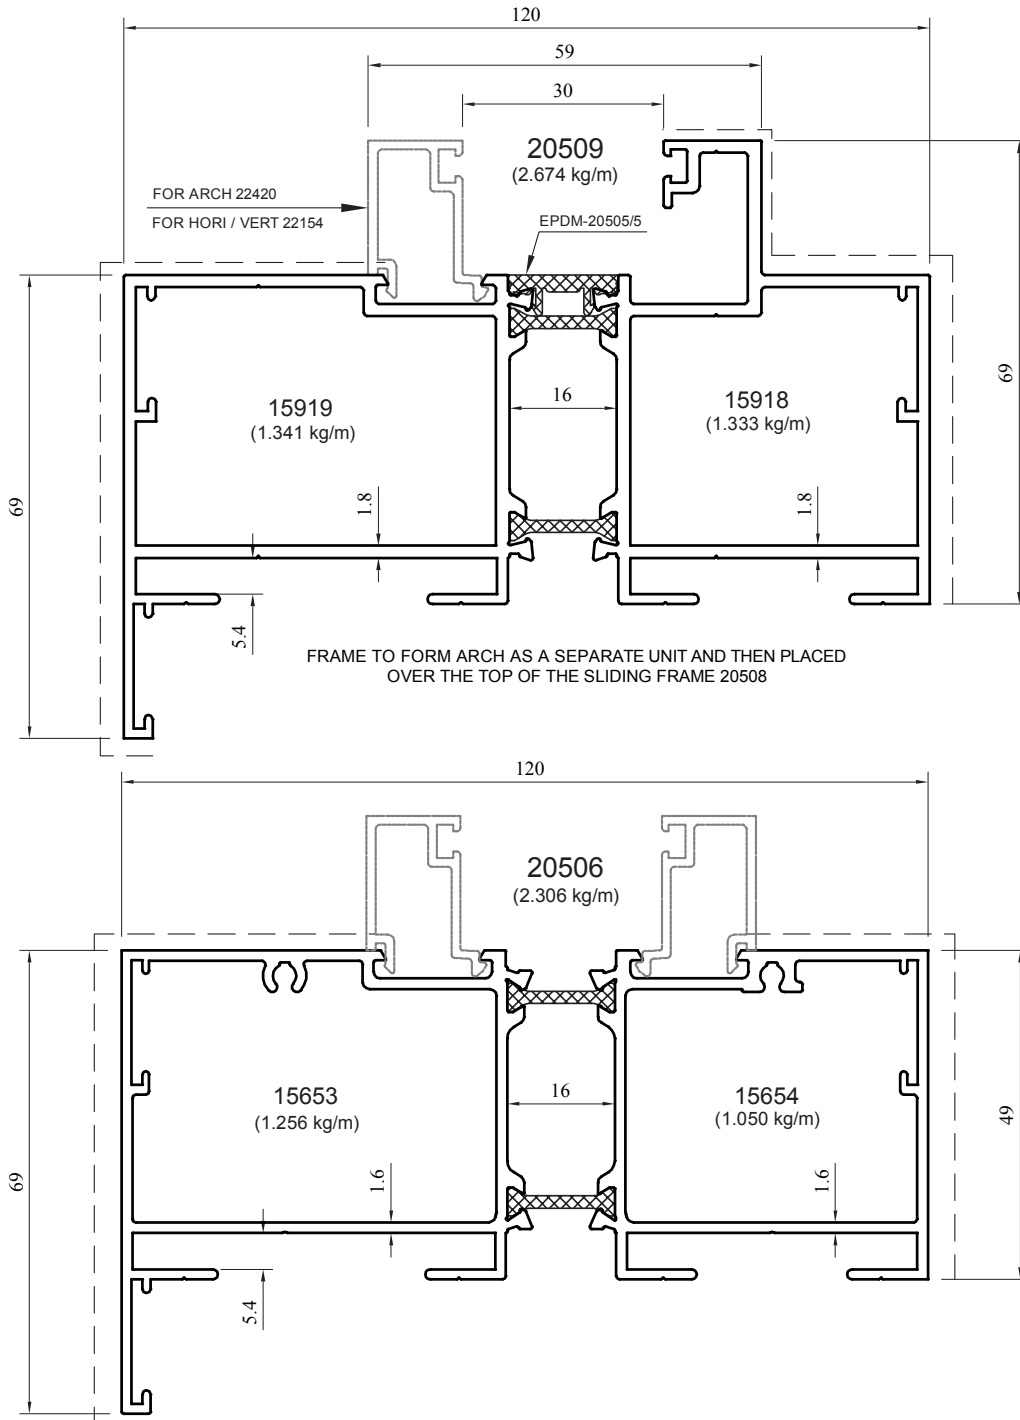 120
59
30
20509
(2.674 kg/m)
FOR ARCH 22420
FOR HORI / VERT 22154
EPDM-20505/5
69
69
15919
(1.341 kg/m)
16
15918
(1.333 kg/m)
1.8
1.8
5.4
FRAME TO FORM ARCH AS A SEPARATE UNIT AND THEN PLACED
OVER THE TOP OF THE SLIDING FRAME 20508
120
20506
(2.306 kg/m)
69
49
15653
(1.256 kg/m)
16
15654
(1.050 kg/m)
1.6
1.6
5.4